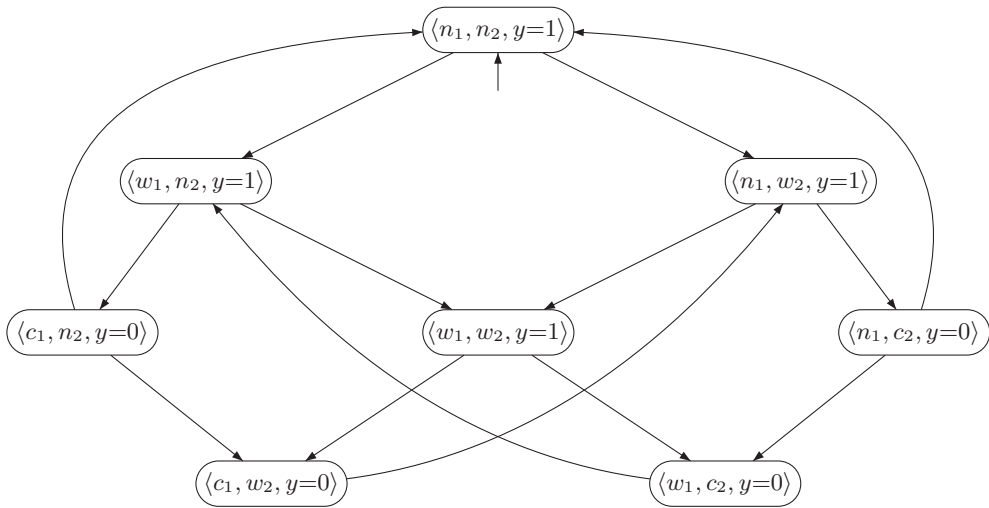 ⟨n₁, n₂, y=1⟩
⟨w₁, n₂, y=1⟩ ⟨n₁, w₂, y=1⟩
⟨c₁, n₂, y=0⟩ ⟨w₁, w₂, y=1⟩ ⟨n₁, c₂, y=0⟩
⟨c₁, w₂, y=0⟩ ⟨w₁, c₂, y=0⟩